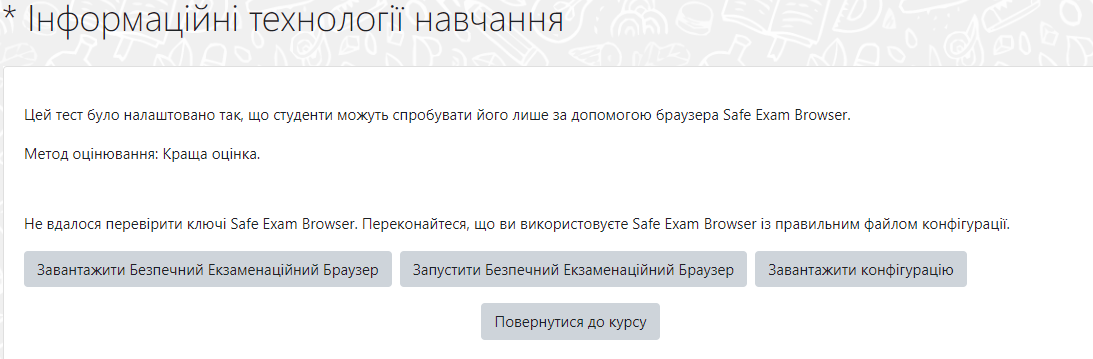 * Інформаційні технології навчання
Цей тест було налаштовано так, що студенти можуть спробувати його лише за допомогою браузера Safe Exam Browser.
Метод оцінювання: Краща оцінка.
Не вдалося перевірити ключі Safe Exam Browser. Переконайтеся, що ви використовуєте Safe Exam Browser із правильним файлом конфігурації.
Завантажити Безпечний Екзаменаційний Браузер Запустити Безпечний Екзаменаційний Браузер Завантажити конфігурацію
Повернутися до курсу